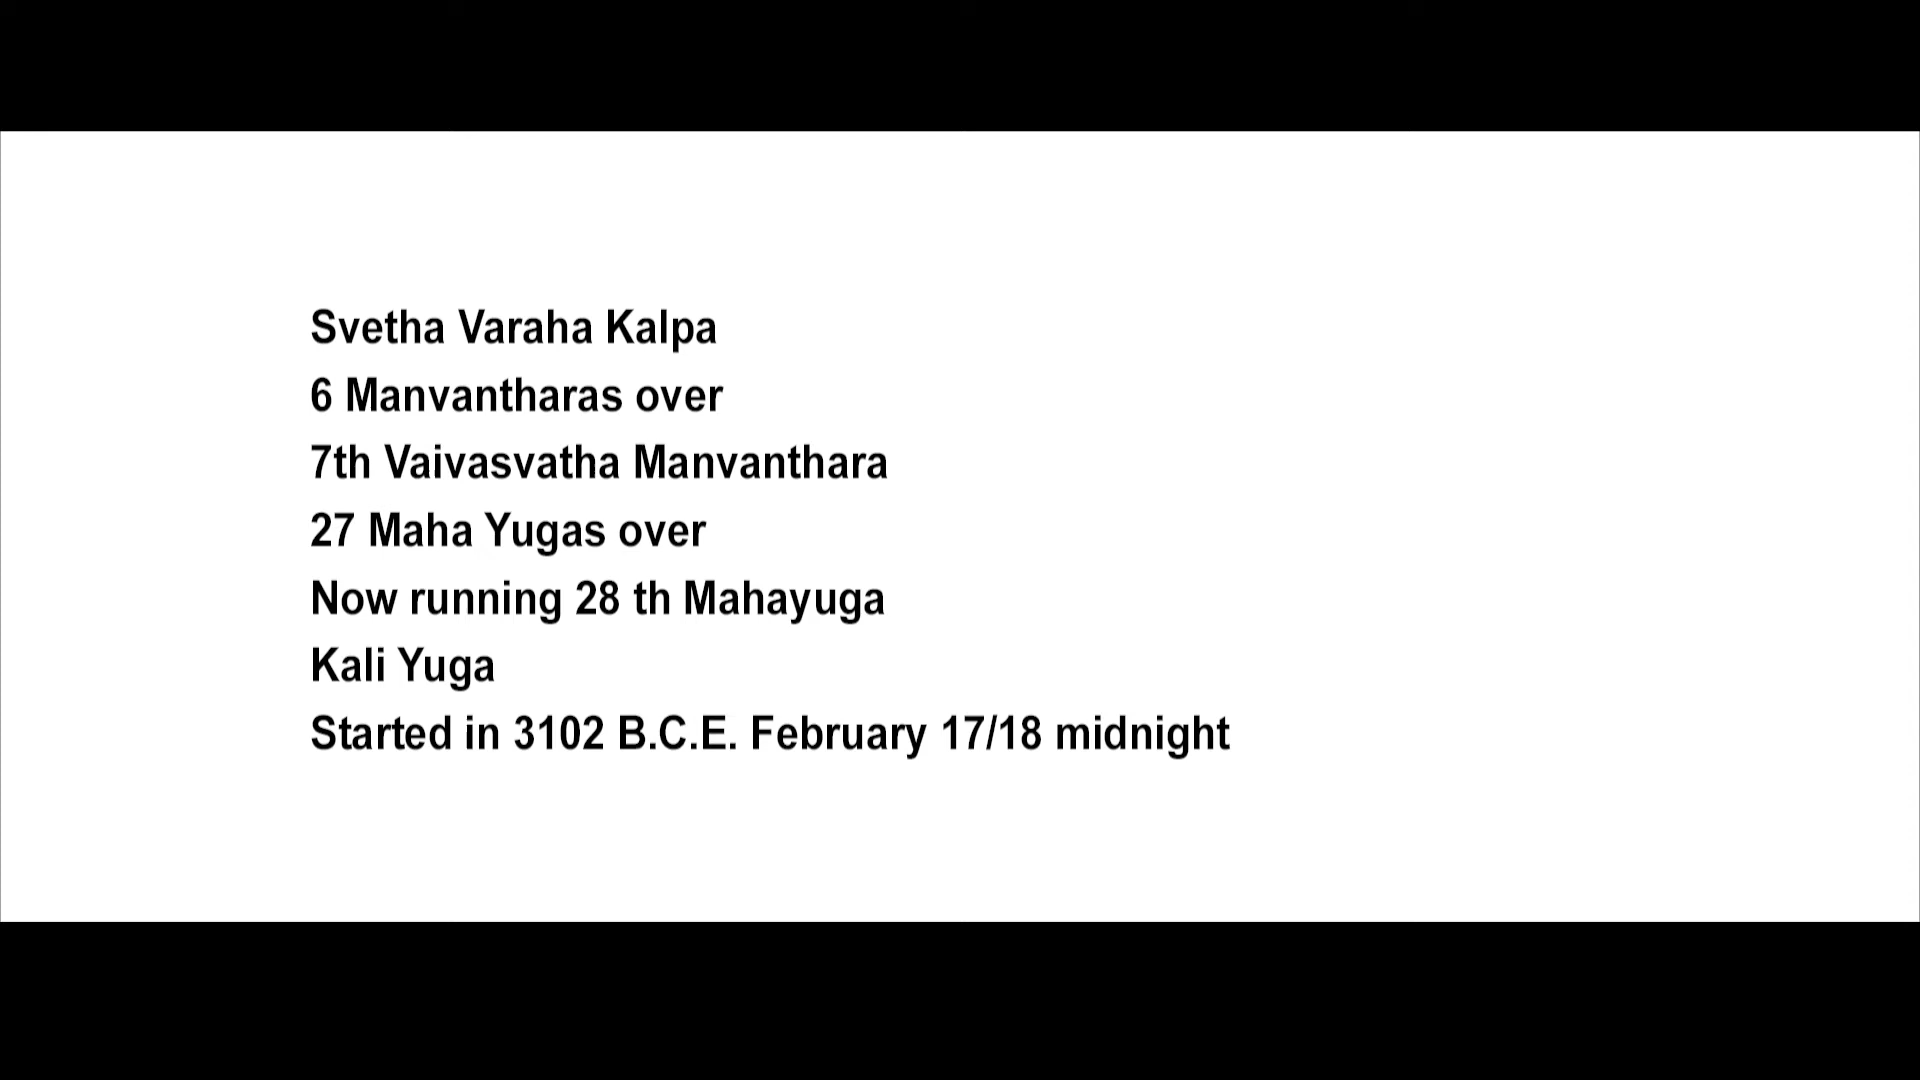 Svetha Varaha Kalpa
6 Manvantharas over
7th Vaivasvatha Manvanthara
27 Maha Yugas over
Now running 28 th Mahayuga
Kali Yuga
Started in 3102 B.C.E. February 17/18 midnight